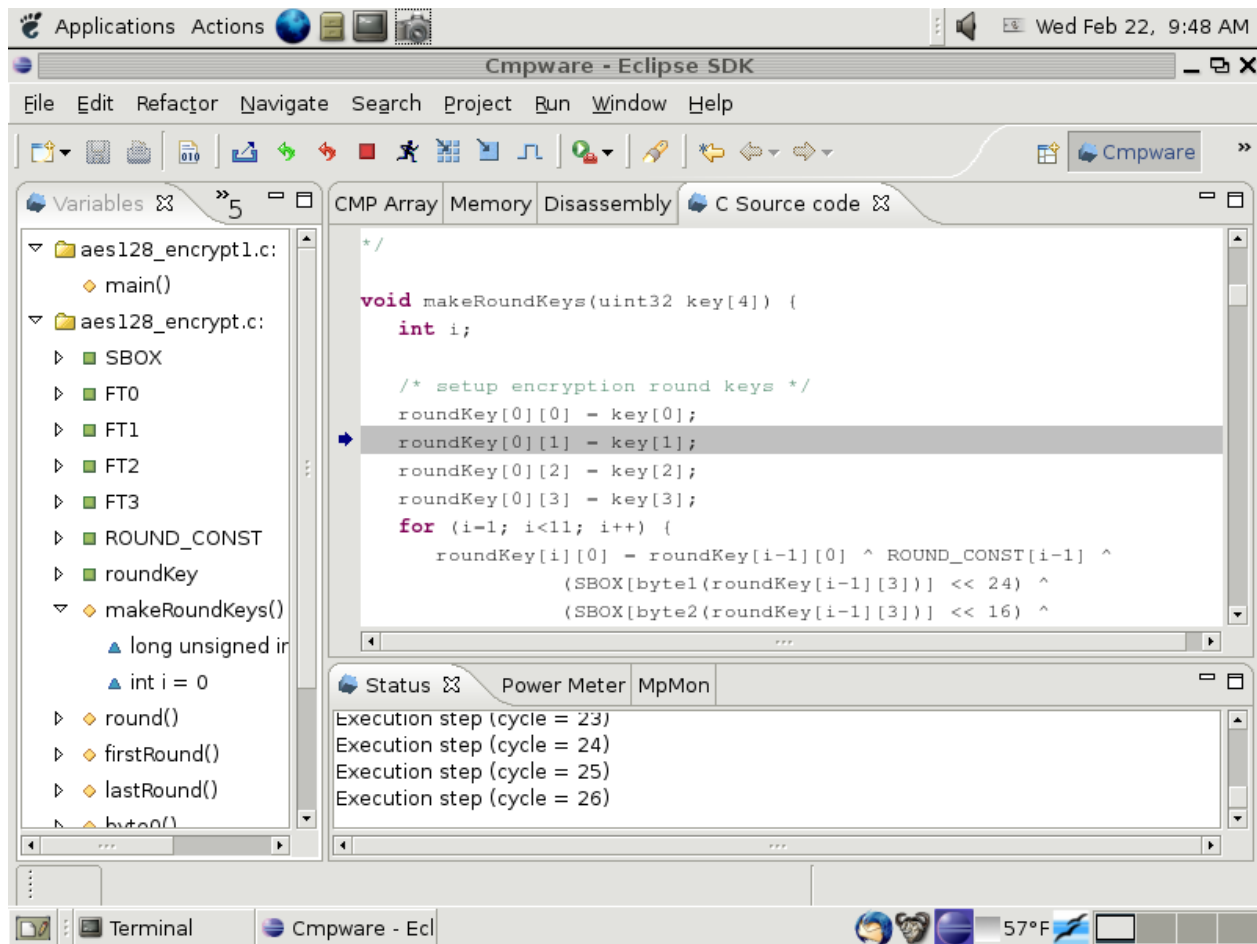 Applications Actions Wed Feb 22, 9:48 AM
Cmpware - Eclipse SDK
File Edit Refactor Navigate Search Project Run Window Help
010 Cmpware »
Variables »5
aes128_encrypt1.c:
main()
aes128_encrypt.c:
SBOX
FT0
FT1
FT2
FT3
ROUND_CONST
roundKey
makeRoundKeys()
long unsigned in
int i = 0
round()
firstRound()
lastRound()
byte0()
CMP Array Memory Disassembly C Source code
*/
void makeRoundKeys(uint32 key[4]) {
int i;
/* setup encryption round keys */
roundKey[0][0] = key[0];
roundKey[0][1] = key[1];
roundKey[0][2] = key[2];
roundKey[0][3] = key[3];
for (i=1; i<11; i++) {
roundKey[i][0] = roundKey[i-1][0] ^ ROUND_CONST[i-1] ^
(SBOX[byte1(roundKey[i-1][3])] << 24) ^
(SBOX[byte2(roundKey[i-1][3])] << 16) ^
Status Power Meter MpMon
Execution step (cycle = 23)
Execution step (cycle = 24)
Execution step (cycle = 25)
Execution step (cycle = 26)
Terminal Cmpware - Ecl 57°F